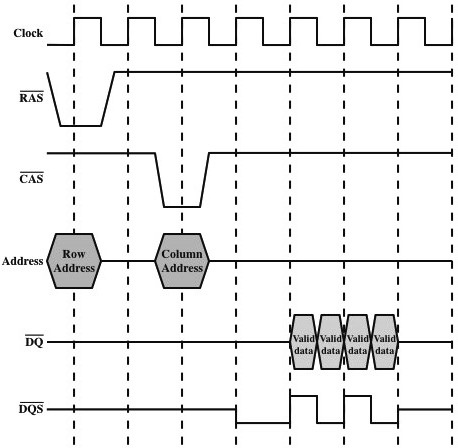 Clock
RAS
CAS
Address
Row
Address
Column
Address
DQ
Valid
data
Valid
data
Valid
data
Valid
data
DQS